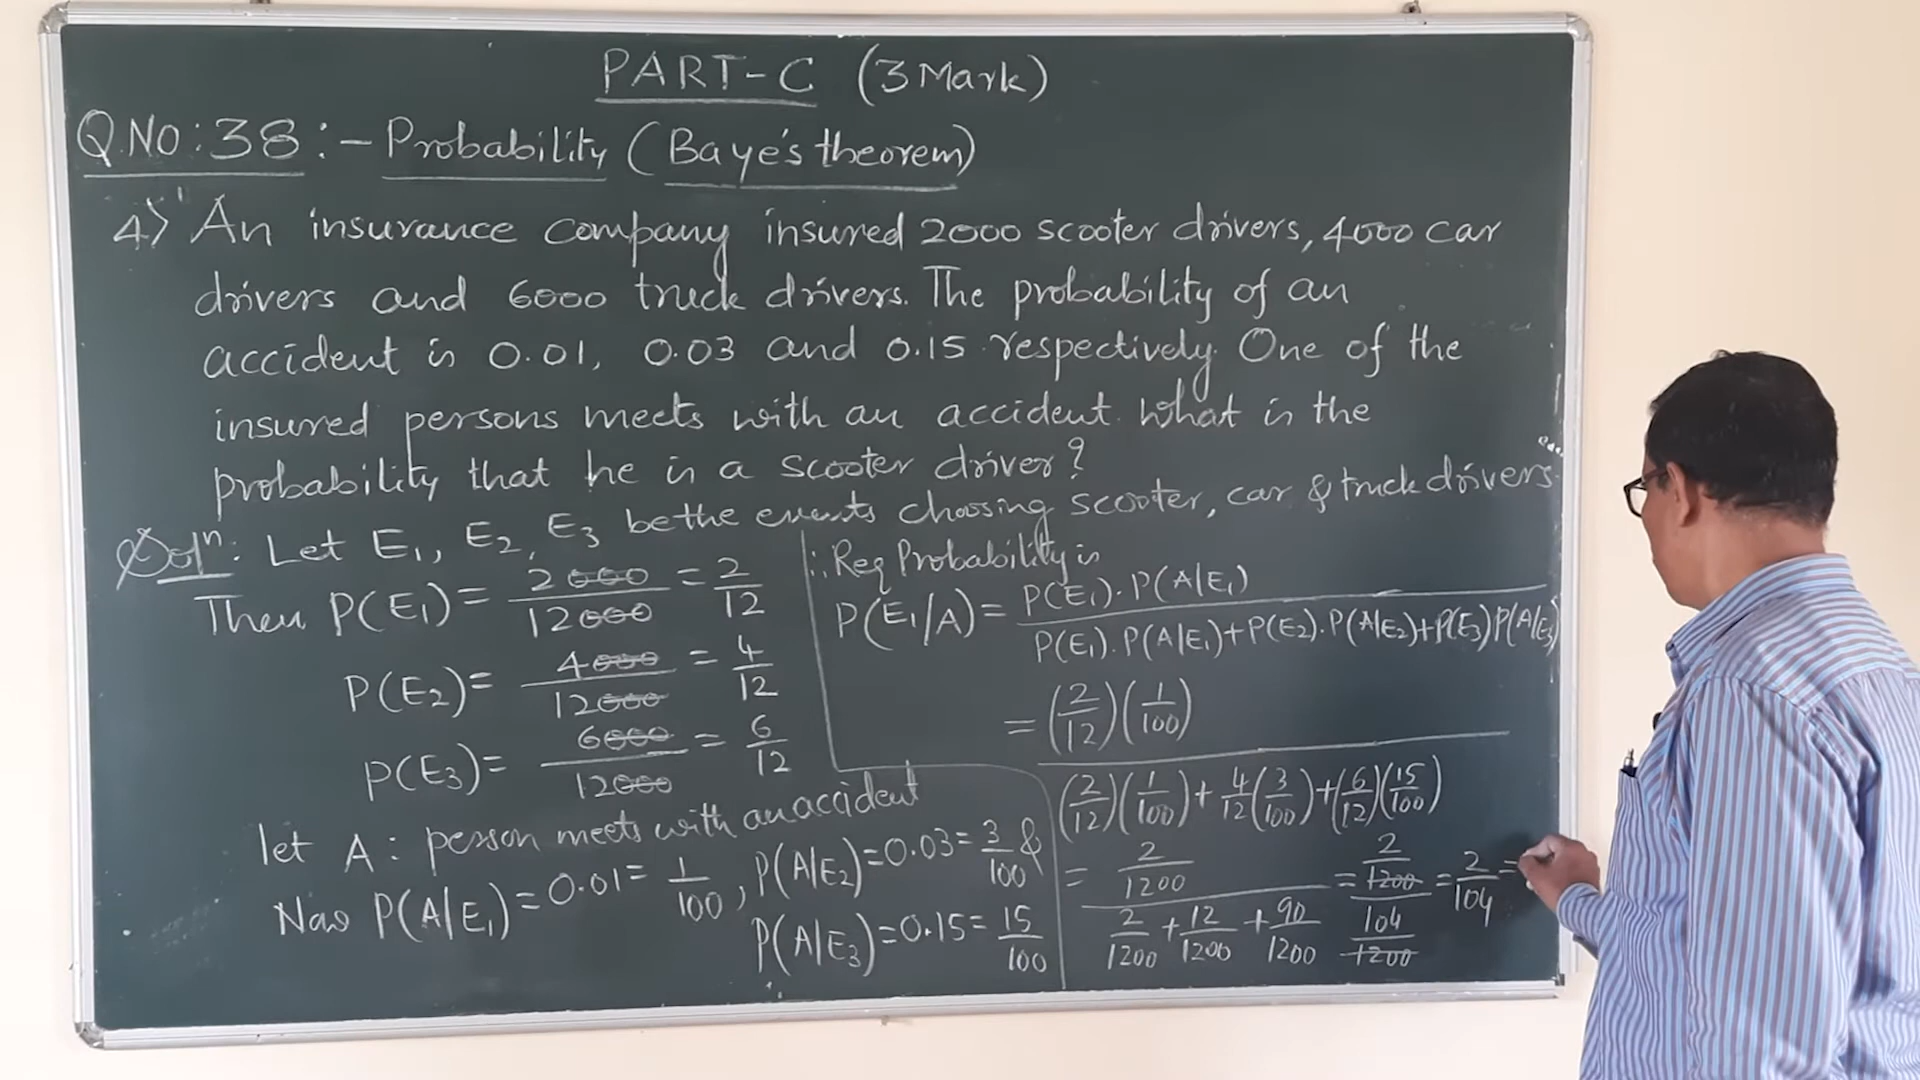 PART-C (3 Mark)
Q.NO:38:- Probability (Baye's theorem)
4) An insurance company insured 2000 scooter drivers, 4000 car
drivers and 6000 truck drivers. The probability of an
accident is 0.01, 0.03 and 0.15 respectively. One of the
insured persons meets with an accident. What is the
probability that he is a scooter driver?
Solⁿ: Let E₁, E₂, E₃ be the events choosing scooter, car & truck drivers.
Then P(E₁) = 2000/12000 = 2/12
P(E₂) = 4000/12000 = 4/12
P(E₃) = 6000/12000 = 6/12
let A: person meets with an accident
Now P(A|E₁) = 0.01 = 1/100, P(A|E₂) = 0.03 = 3/100 &
P(A|E₃) = 0.15 = 15/100
∴ Req Probability is
P(E₁/A) = P(E₁).P(A|E₁) / P(E₁).P(A|E₁)+P(E₂).P(A|E₂)+P(E₃)P(A|E₃)
= (2/12)(1/100) / (2/12)(1/100) + 4/12(3/100) + (6/12)(15/100)
= 2/1200 / 2/1200 + 12/1200 + 90/1200 = 2/1200 / 104/1200 = 2/104 =